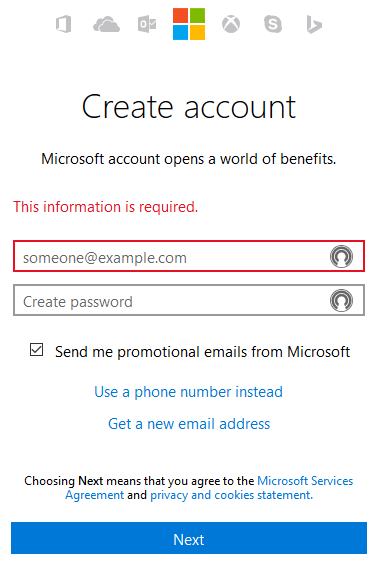 Create account
Microsoft account opens a world of benefits.
This information is required.
someone@example.com
Create password
Send me promotional emails from Microsoft
Use a phone number instead
Get a new email address
Choosing Next means that you agree to the Microsoft Services
Agreement and privacy and cookies statement.
Next